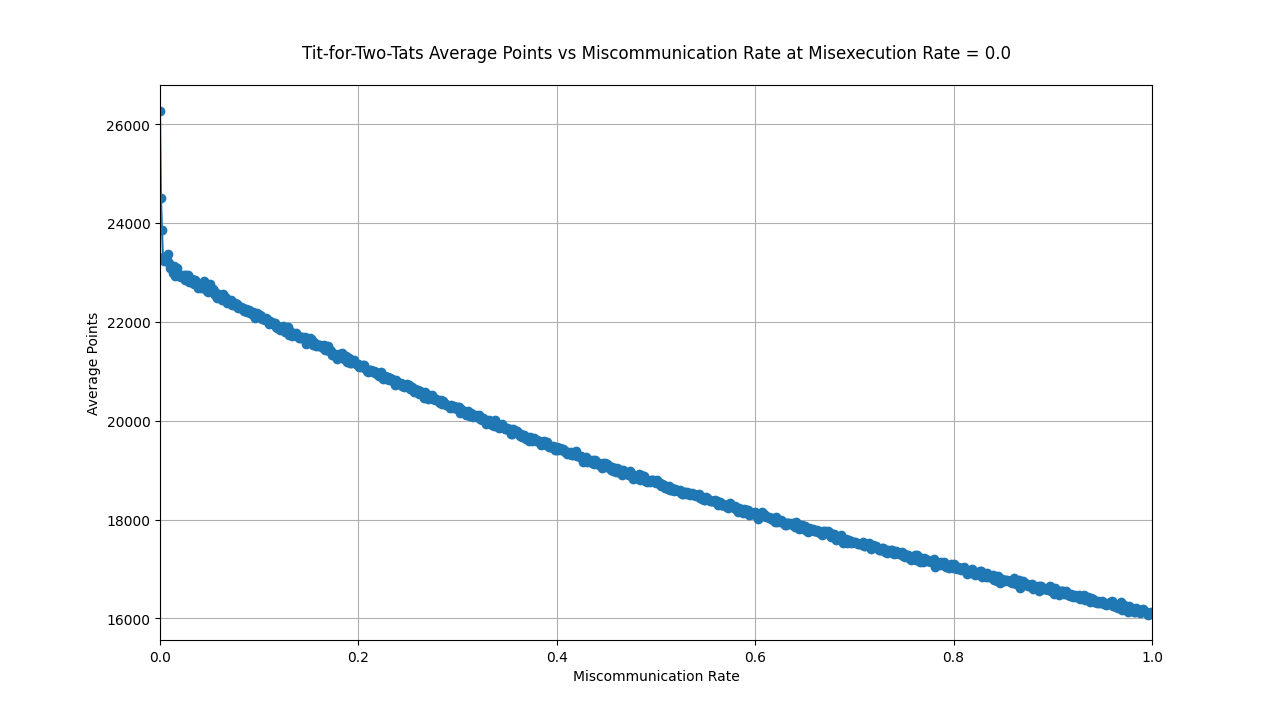 Tit-for-Two-Tats Average Points vs Miscommunication Rate at Misexecution Rate = 0.0
26000
24000
22000
20000
18000
16000
Average Points
0.0 0.2 0.4 0.6 0.8 1.0
Miscommunication Rate